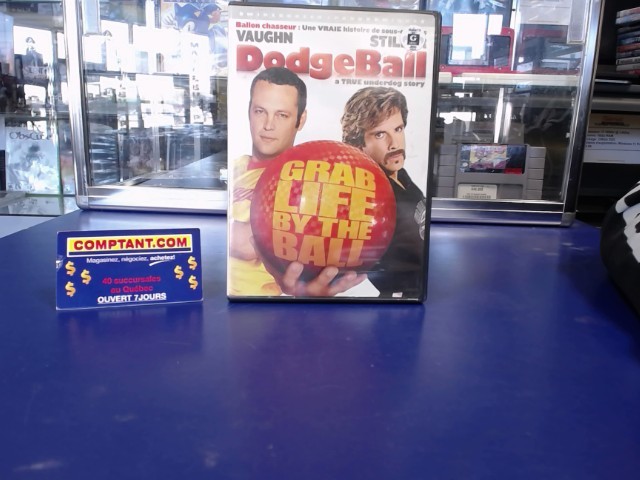 Ballon chasseur : Une VRAIE histoire de sous-
VAUGHN
DodgeBall
a TRUE underdog story
GRAB
LIFE
BY THE
BALL
COMPTANT.COM
Magasinez, négociez, achetez!
40 succursales
au Québec
OUVERT 7JOURS